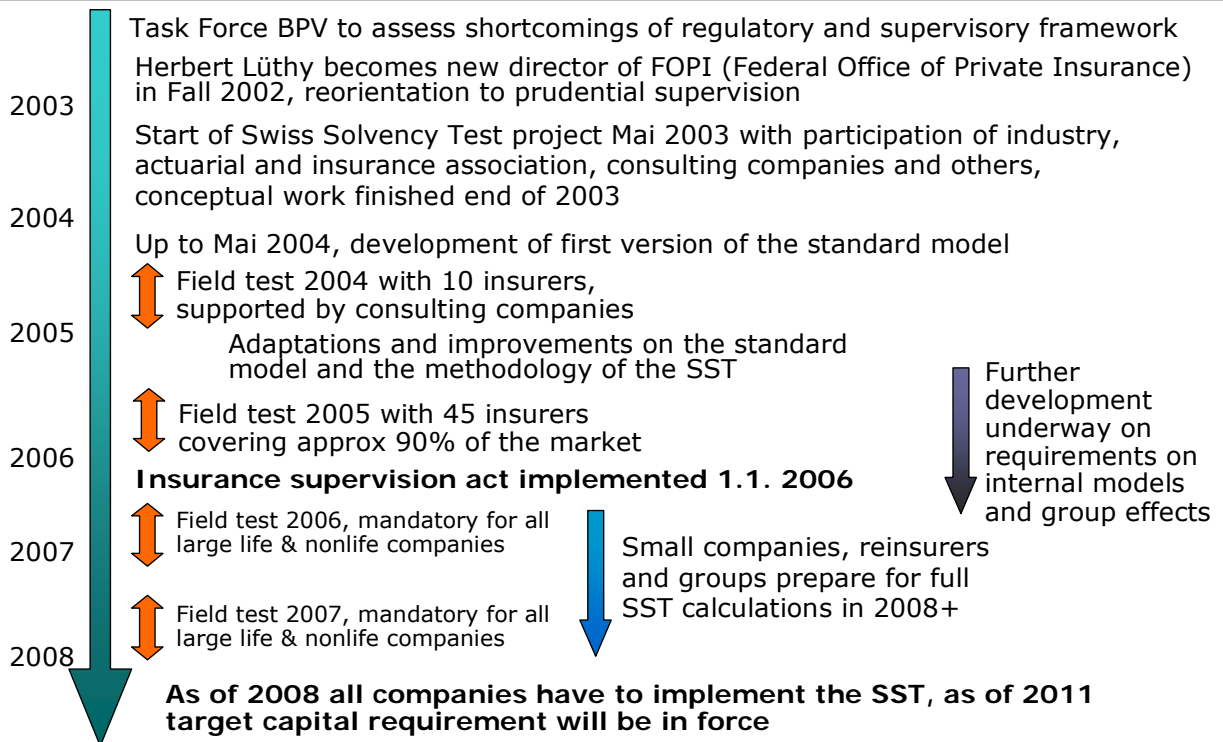 Task Force BPV to assess shortcomings of regulatory and supervisory framework
Herbert Lüthy becomes new director of FOPI (Federal Office of Private Insurance)
in Fall 2002, reorientation to prudential supervision
2003
Start of Swiss Solvency Test project Mai 2003 with participation of industry,
actuarial and insurance association, consulting companies and others,
conceptual work finished end of 2003
2004
Up to Mai 2004, development of first version of the standard model
Field test 2004 with 10 insurers,
supported by consulting companies
2005
Adaptations and improvements on the standard
model and the methodology of the SST
Further
development
underway on
requirements on
internal models
and group effects
Field test 2005 with 45 insurers
covering approx 90% of the market
2006
Insurance supervision act implemented 1.1. 2006
Field test 2006, mandatory for all
large life & nonlife companies
2007
Small companies, reinsurers
and groups prepare for full
SST calculations in 2008+
Field test 2007, mandatory for all
large life & nonlife companies
2008
As of 2008 all companies have to implement the SST, as of 2011
target capital requirement will be in force